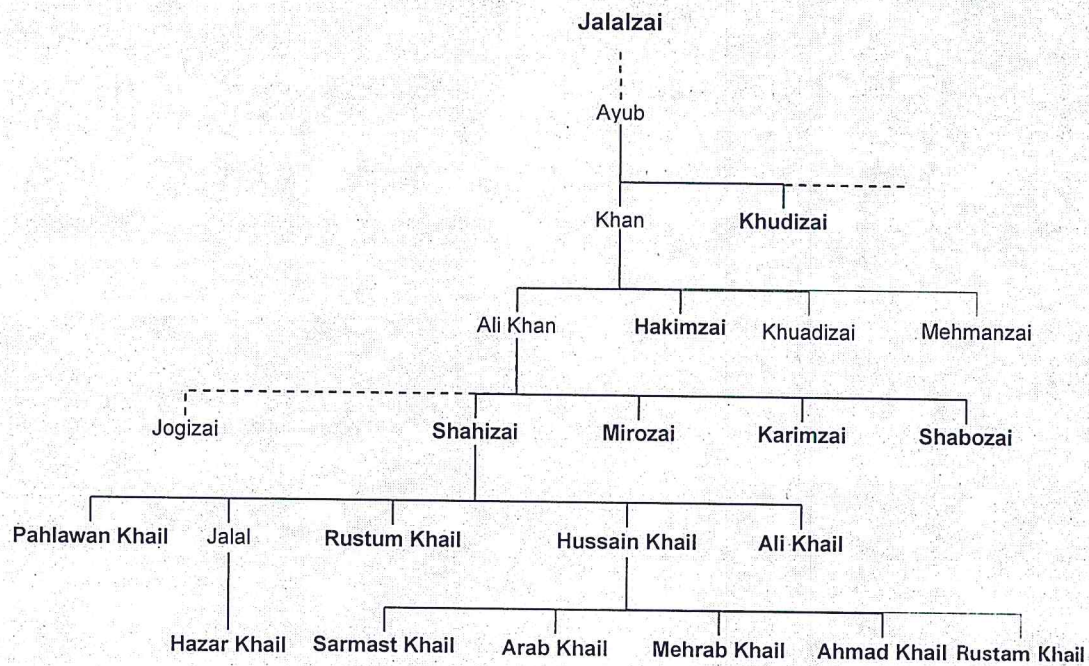 Jalalzai
Ayub
Khan Khudizai
Ali Khan Hakimzai Khuadizai Mehmanzai
Jogizai Shahizai Mirozai Karimzai Shabozai
Pahlawan Khail Jalal Rustum Khail Hussain Khail Ali Khail
Hazar Khail Sarmast Khail Arab Khail Mehrab Khail Ahmad Khail Rustam Khail